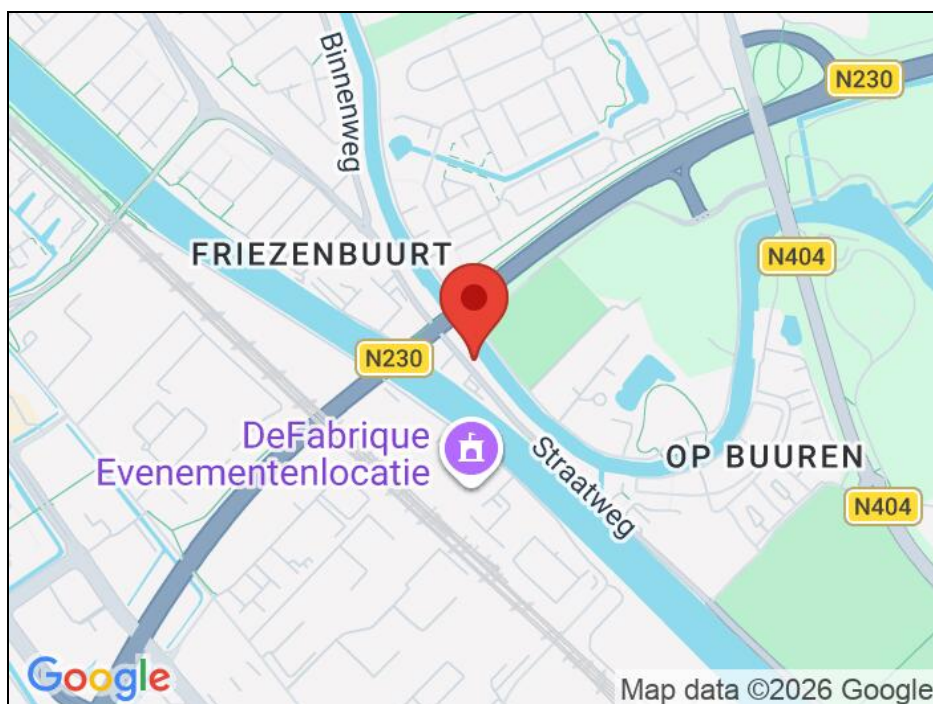 Binnenweg
N230
FRIEZENBUURT
N404
N230
DeFabrique
Evenementenlocatie
Straatweg
OP BUUREN
N404
Google
Map data ©2026 Google